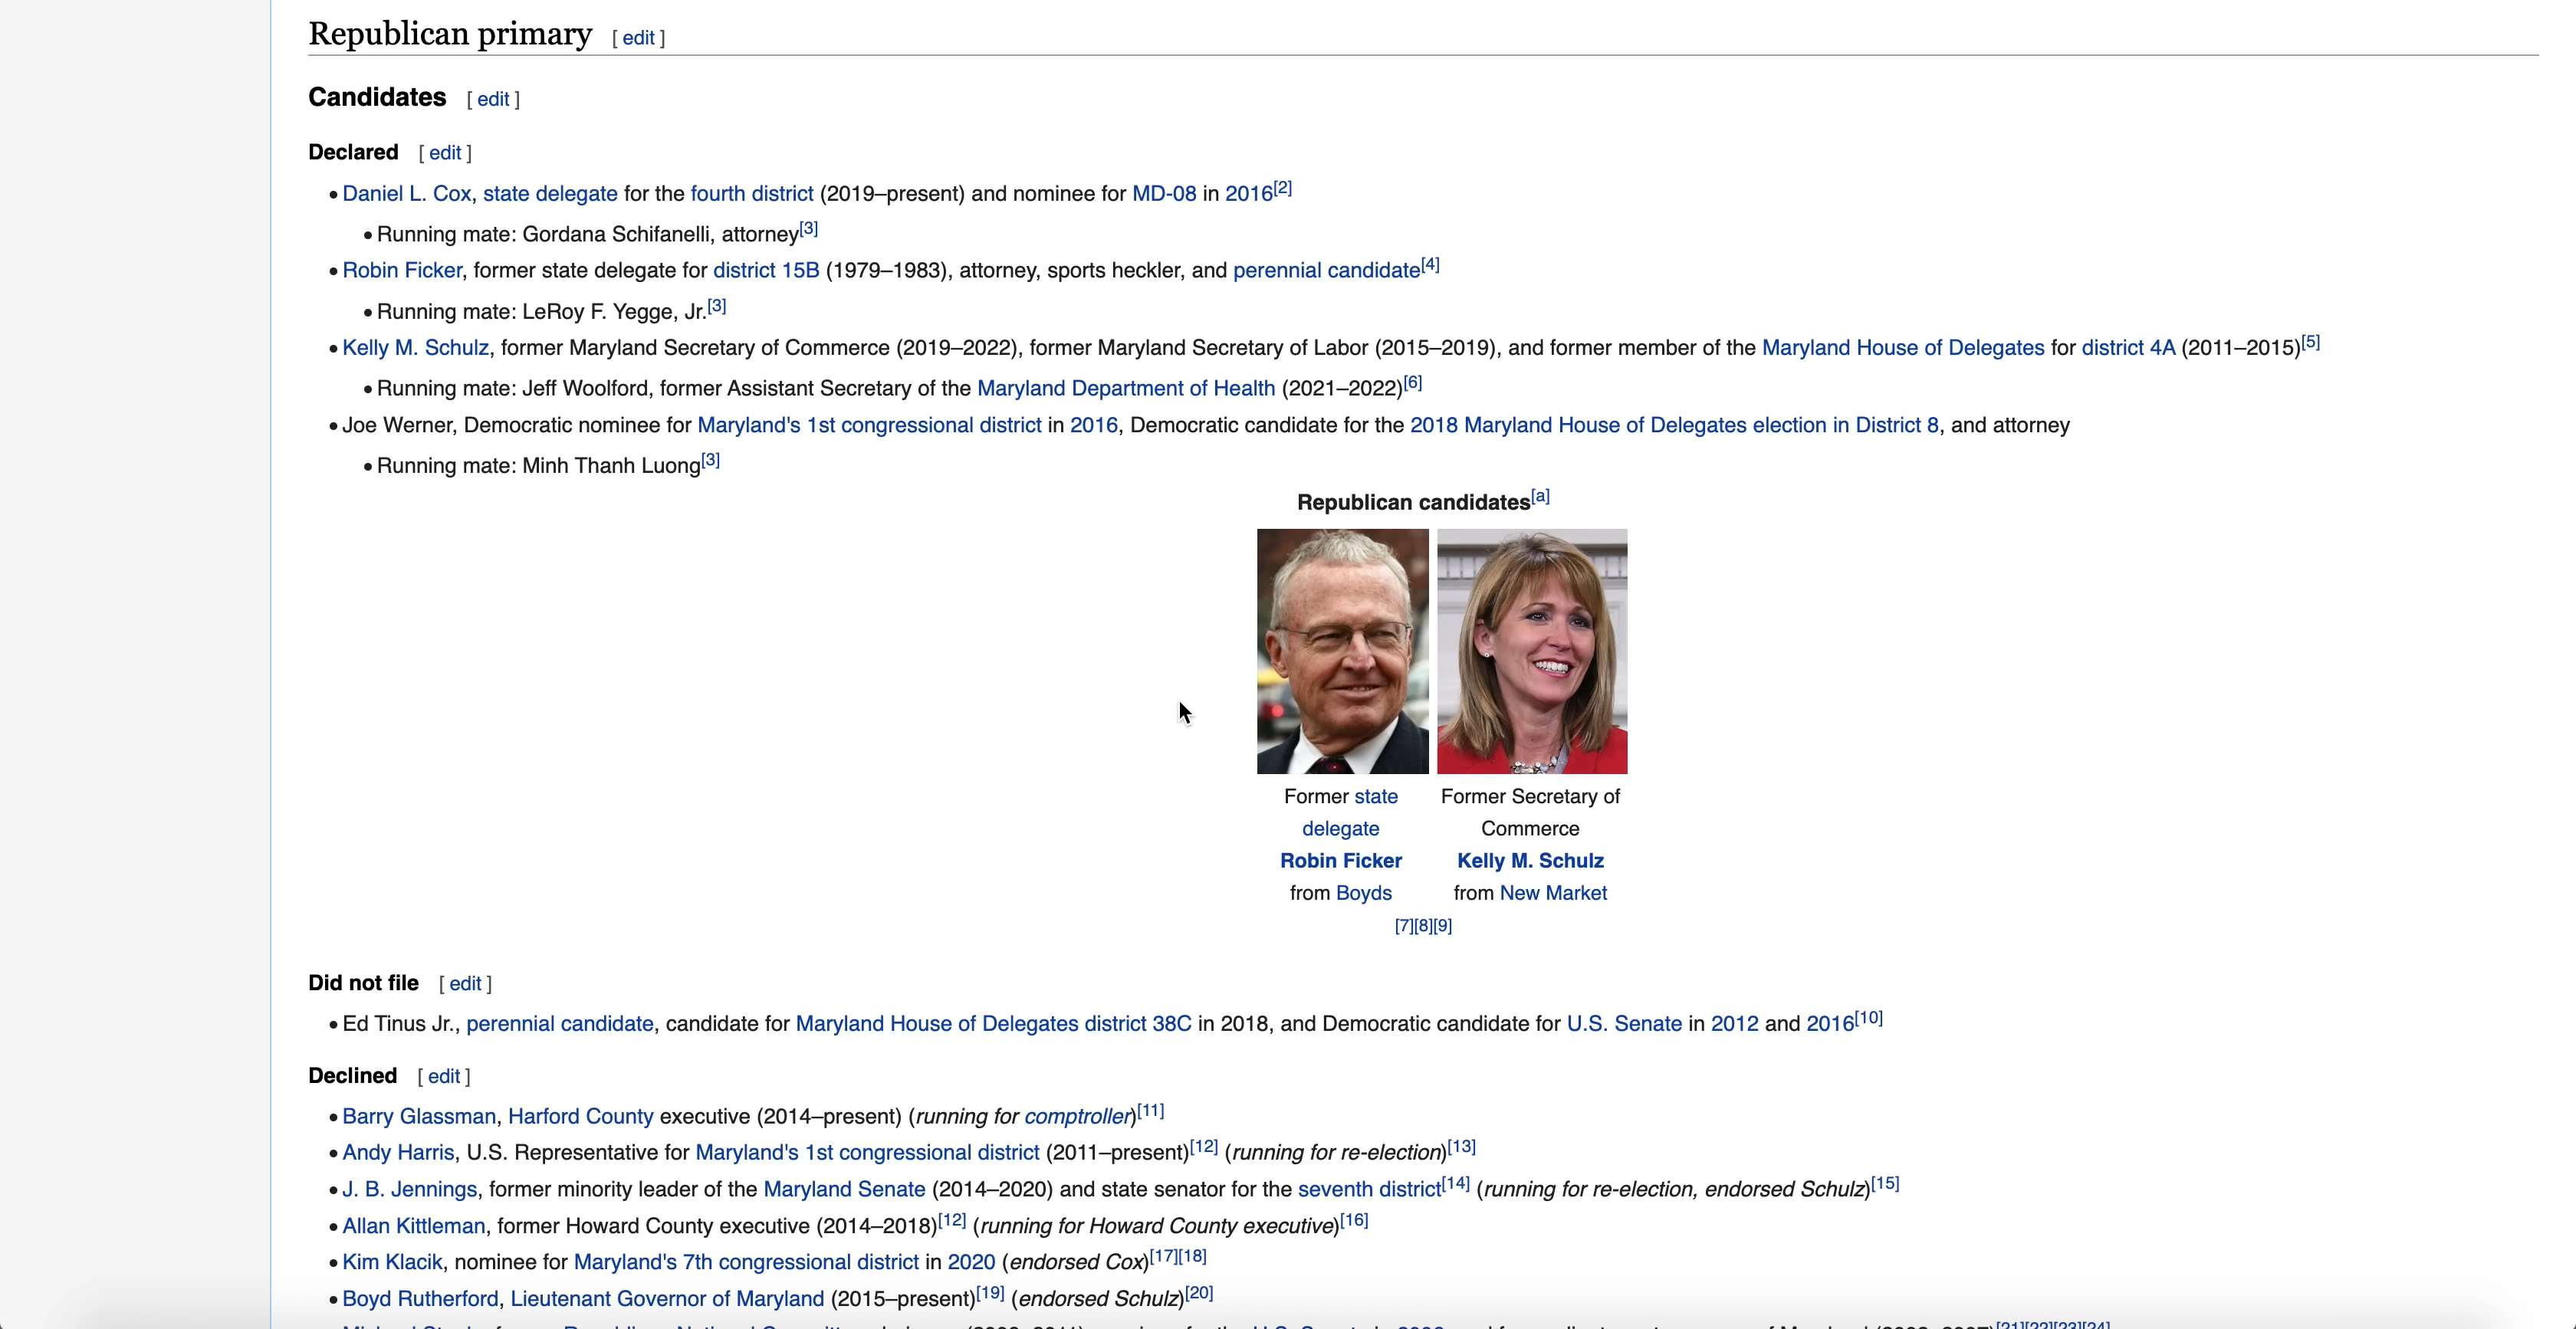 Republican primary [ edit ]
Candidates [ edit ]
Declared [ edit ]
• Daniel L. Cox, state delegate for the fourth district (2019–present) and nominee for MD-08 in 2016[2]
• Running mate: Gordana Schifanelli, attorney[3]
• Robin Ficker, former state delegate for district 15B (1979–1983), attorney, sports heckler, and perennial candidate[4]
• Running mate: LeRoy F. Yegge, Jr.[3]
• Kelly M. Schulz, former Maryland Secretary of Commerce (2019–2022), former Maryland Secretary of Labor (2015–2019), and former member of the Maryland House of Delegates for district 4A (2011–2015)[5]
• Running mate: Jeff Woolford, former Assistant Secretary of the Maryland Department of Health (2021–2022)[6]
• Joe Werner, Democratic nominee for Maryland's 1st congressional district in 2016, Democratic candidate for the 2018 Maryland House of Delegates election in District 8, and attorney
• Running mate: Minh Thanh Luong[3]
Republican candidates[a]
Former state
delegate
Robin Ficker
from Boyds
Former Secretary of
Commerce
Kelly M. Schulz
from New Market
[7][8][9]
Did not file [ edit ]
• Ed Tinus Jr., perennial candidate, candidate for Maryland House of Delegates district 38C in 2018, and Democratic candidate for U.S. Senate in 2012 and 2016[10]
Declined [ edit ]
• Barry Glassman, Harford County executive (2014–present) (running for comptroller)[11]
• Andy Harris, U.S. Representative for Maryland's 1st congressional district (2011–present)[12] (running for re-election)[13]
• J. B. Jennings, former minority leader of the Maryland Senate (2014–2020) and state senator for the seventh district[14] (running for re-election, endorsed Schulz)[15]
• Allan Kittleman, former Howard County executive (2014–2018)[12] (running for Howard County executive)[16]
• Kim Klacik, nominee for Maryland's 7th congressional district in 2020 (endorsed Cox)[17][18]
• Boyd Rutherford, Lieutenant Governor of Maryland (2015–present)[19] (endorsed Schulz)[20]